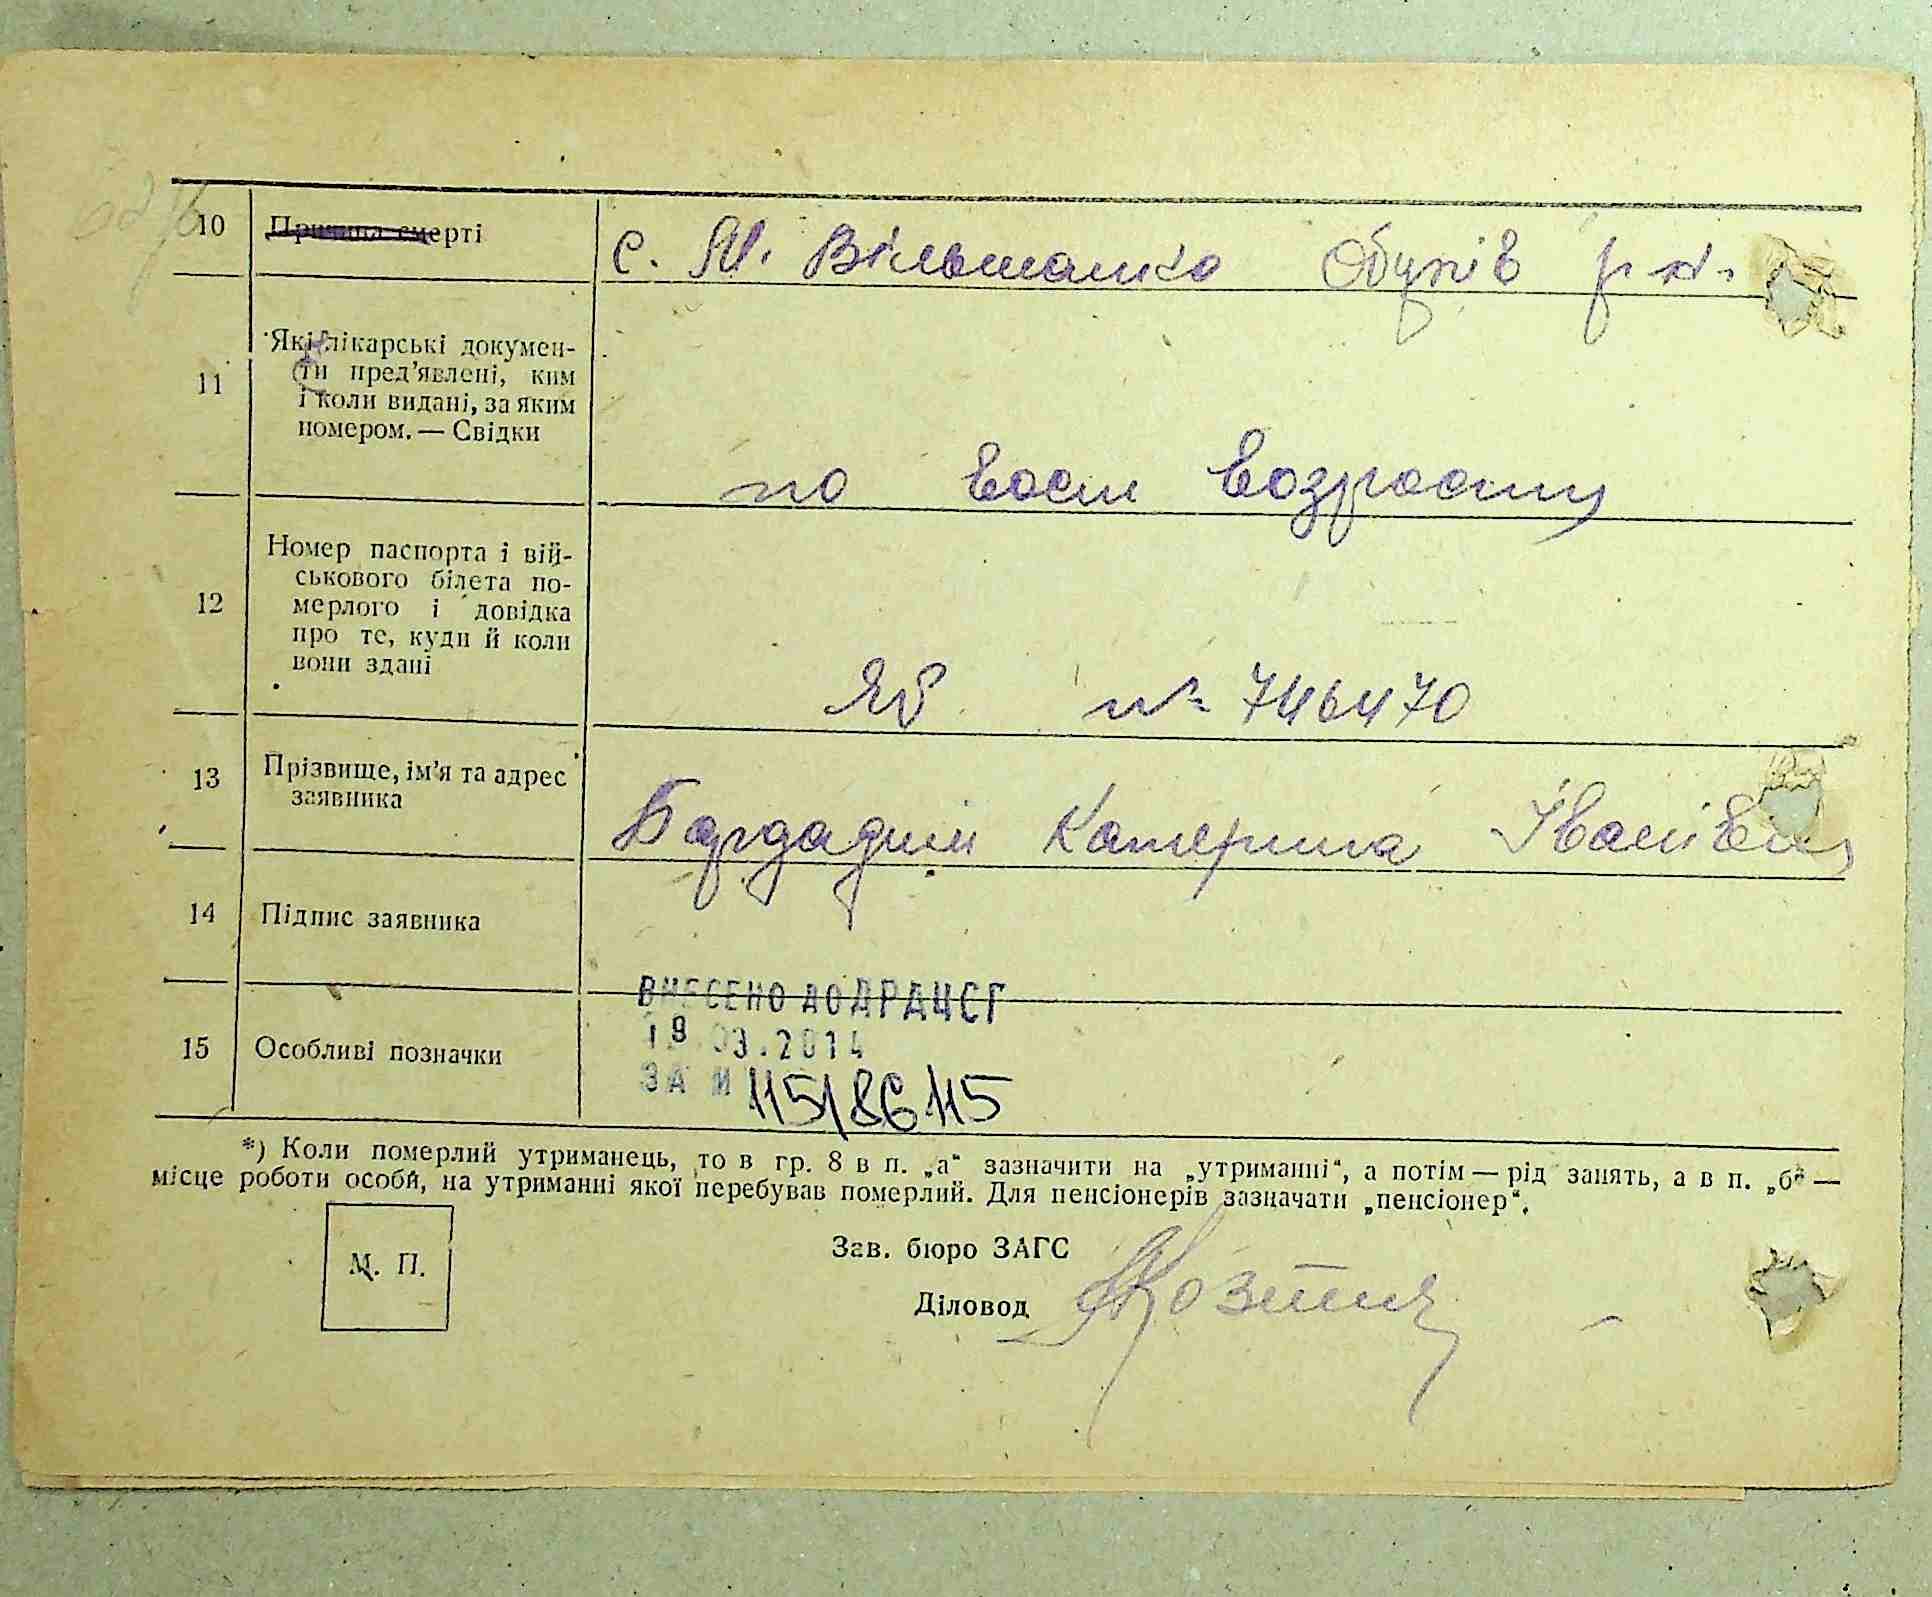 10 Причина смерті с. М. Вільшанка Обухів р-н.
11 Які лікарські докумен-
ти пред’явлені, ким
і коли видані, за яким
номером. — Свідки
по возрасту
12 Номер паспорта і вій-
ськового білета по-
мерлого і довідка
про те, куди й коли
вони здані
№ 746470
13 Прізвище, ім’я та адрес
заявника
Бардадим Катерина Іванівна
14 Підпис заявника
ВНЕСЕНО ДО ДРАЦСГ
19 03.2014
15 Особливі позначки
ЗА № 115/86115
*) Коли померлий утриманець, то в гр. 8 в п. „а“ зазначити на „утриманні“, а потім — рід занять, а в п. „б“ —
місце роботи особи, на утриманні якої перебував померлий. Для пенсіонерів зазначати „пенсіонер“.
М. П.
Зав. бюро ЗАГС
Діловод